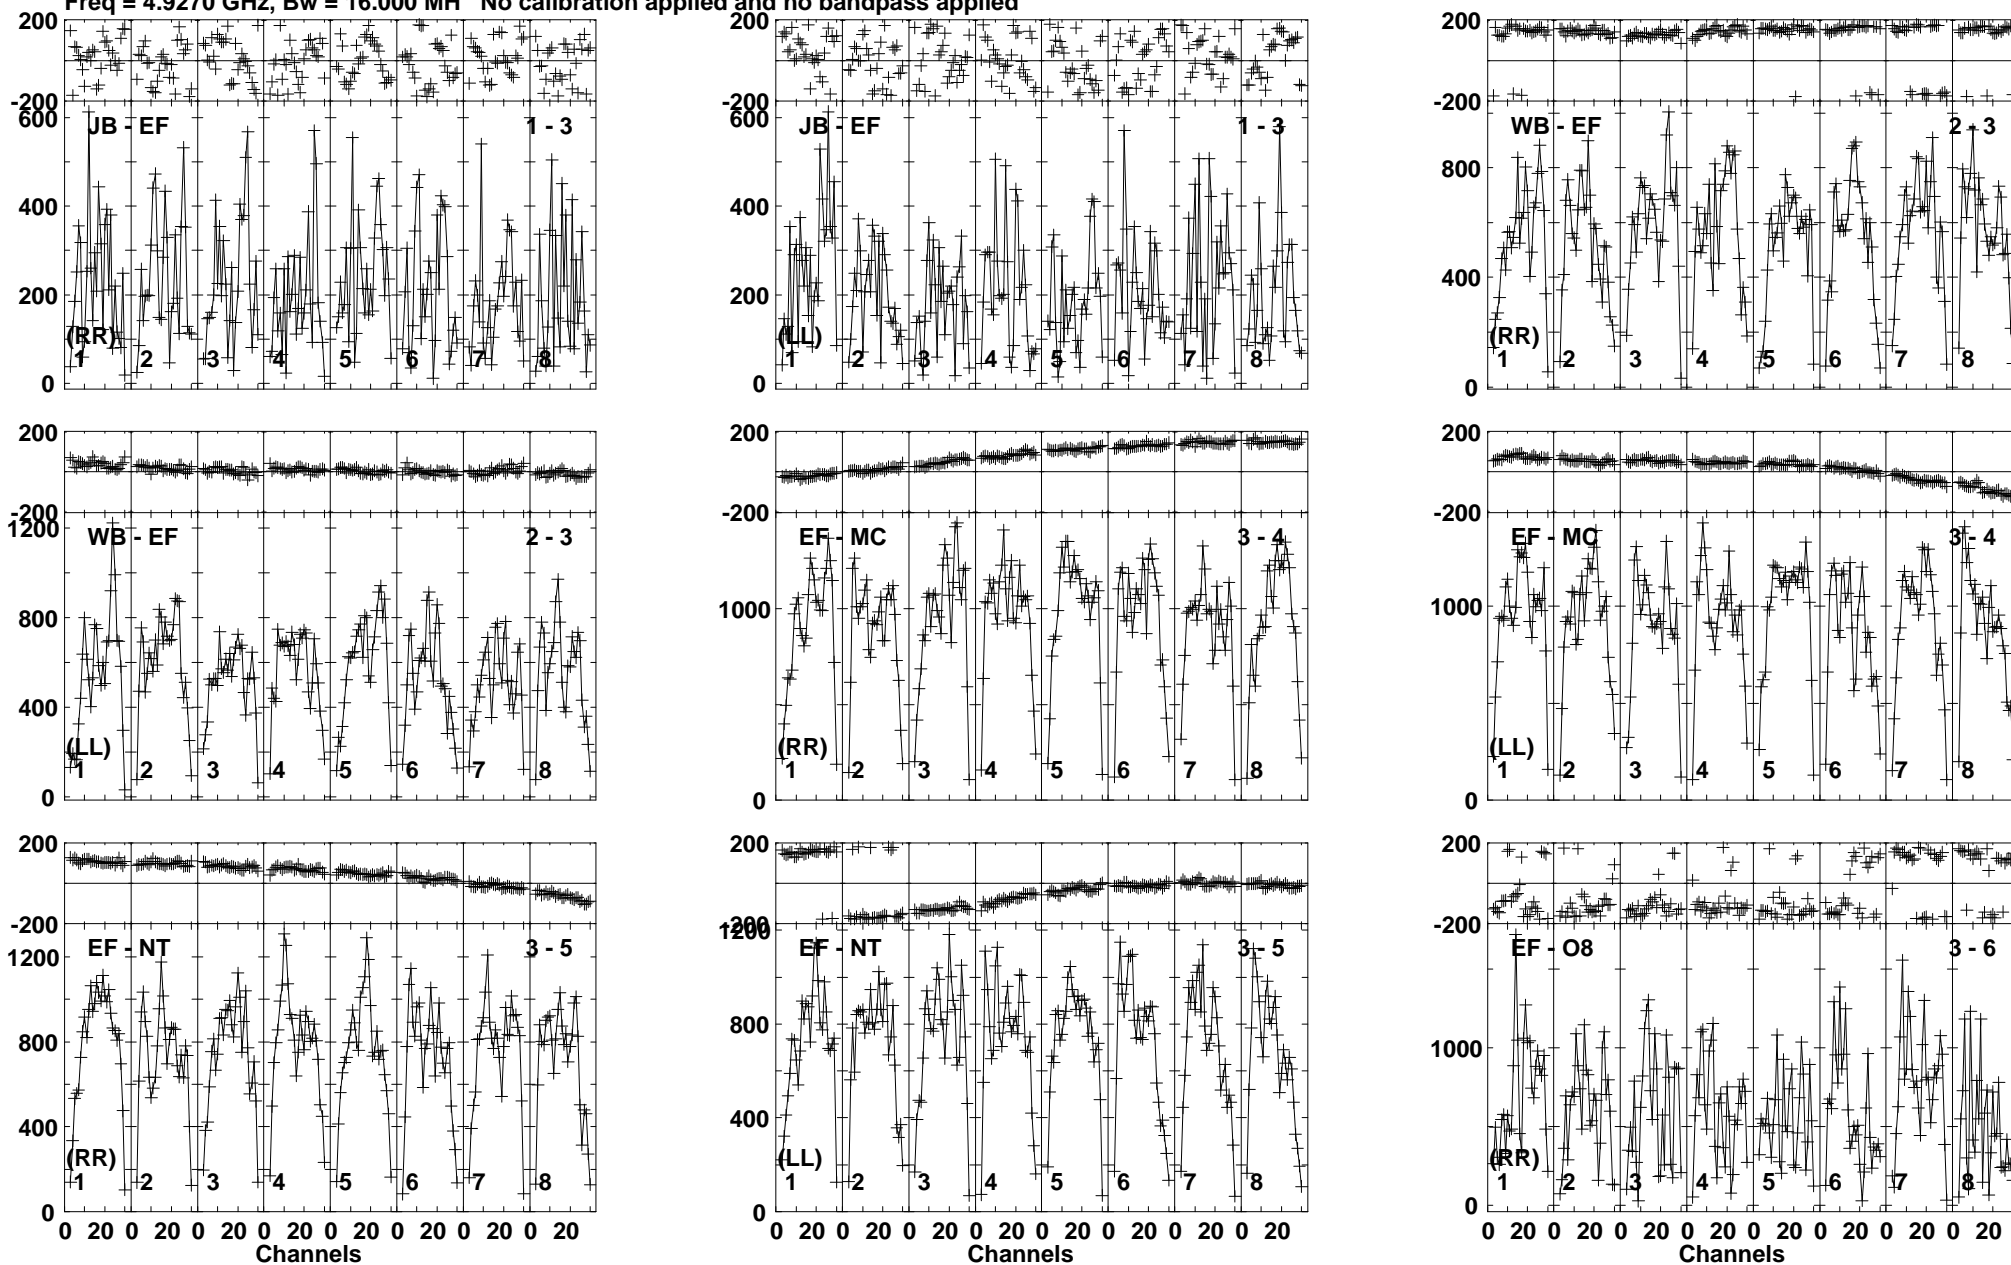 Freq = 4.9270 GHz, Bw = 16.000 MH No calibration applied and no bandpass applied
200 200 200
-200 -200 -200
600 JB - EF 1 - 3 600 JB - EF 1 - 3 WB - EF 2 - 3
800
400 400
400
200 200
(RR) (LL) (RR)
1 2 3 4 5 6 7 8 1 2 3 4 5 6 7 8 1 2 3 4 5 6 7 8
0 0 0
200 200 200
-200 -200 -200
1200 WB - EF 2 - 3 EF - MC 3 - 4 EF - MC 3 - 4
800
1000 1000
400
(LL) (RR) (LL)
1 2 3 4 5 6 7 8 1 2 3 4 5 6 7 8 1 2 3 4 5 6 7 8
0 0 0
200 200 200
-200 -200 -200
1200 EF - NT 3 - 5 1200 EF - NT 3 - 5 EF - O8 3 - 6
800 800 1000
400 400
(RR) (LL) (RR)
1 2 3 4 5 6 7 8 1 2 3 4 5 6 7 8 1 2 3 4 5 6 7 8
0 0 0
0 20 0 20 0 20 0 20 0 20 0 20 0 20 0 20 0 20 0 20 0 20 0 20 0 20 0 20 0 20 0 20 0 20 0 20 0 20 0 20 0 20 0 20 0 20 0 20
Channels Channels Channels